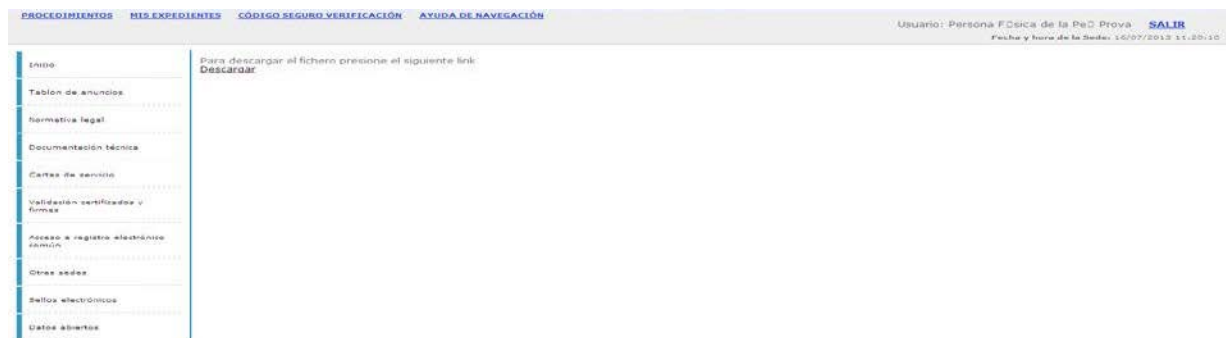 PROCEDIMIENTOS MIS EXPEDIENTES CÓDIGO SEGURO VERIFICACIÓN AYUDA DE NAVEGACIÓN
Usuario: Persona F□sica de la Pe□ Prova SALIR
Fecha y hora de la Sede: 16/07/2013 11:20:10
Inicio
Para descargar el fichero presione el siguiente link
Descargar
Tablon de anuncios
Normativa legal
Documentación técnica
Cartas de servicio
Validación certificados y
firmas
Acceso a registro electrónico
común
Otras sedes
Sellos electrónicos
Datos abiertos